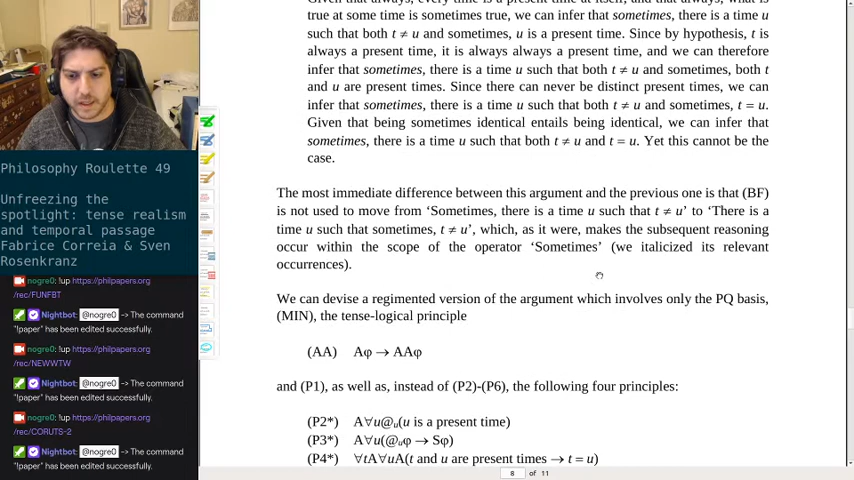 Given that always, every time is a present time at itself, and that always, what
true at some time is sometimes true, we can infer that sometimes, there is a time u
such that both t ≠ u and sometimes, u is a present time. Since by hypothesis, t is
always a present time, it is always always a present time, and we can therefore
infer that sometimes, there is a time u such that both t ≠ u and sometimes, both t
and u are present times. Since there can never be distinct present times, we can
infer that sometimes, there is a time u such that both t ≠ u and sometimes, t = u.
Given that being sometimes identical entails being identical, we can infer that
sometimes, there is a time u such that both t ≠ u and t = u. Yet this cannot be the
case.
The most immediate difference between this argument and the previous one is that (BF)
is not used to move from ‘Sometimes, there is a time u such that t ≠ u’ to ‘There is a
time u such that sometimes, t ≠ u’, which, as it were, makes the subsequent reasoning
occur within the scope of the operator ‘Sometimes’ (we italicized its relevant
occurrences).
We can devise a regimented version of the argument which involves only the PQ basis,
(MIN), the tense-logical principle
(AA) Aφ → AAφ
and (P1), as well as, instead of (P2)-(P6), the following four principles:
(P2*) A∀u@ᵤ(u is a present time)
(P3*) A∀u(@ᵤφ → Sφ)
(P4*) ∀tA∀uA(t and u are present times → t = u)
8 of 11
Philosophy Roulette 49
Unfreezing the
spotlight: tense realism
and temporal passage
Fabrice Correia & Sven
Rosenkranz
nogre0: !up https://philpapers.org
/rec/FUNFBT
Nightbot: @nogre0 -> The command
"!paper" has been edited successfully.
nogre0: !up https://philpapers.org
/rec/NEWWTW
Nightbot: @nogre0 -> The command
"!paper" has been edited successfully.
nogre0: !up https://philpapers.org
/rec/CORUTS-2
Nightbot: @nogre0 -> The command
"!paper" has been edited successfully.